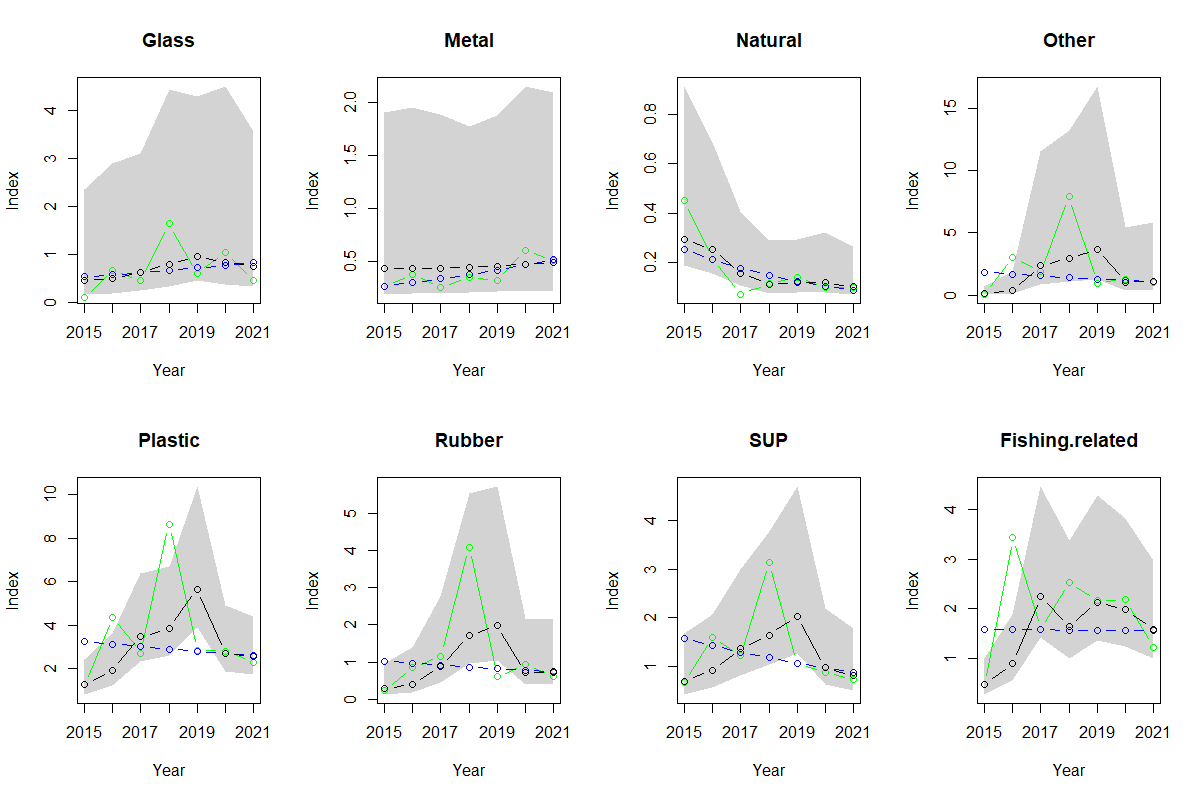 Glass Metal Natural Other
Index 0 1 2 3 4
Index 0.5 1.0 1.5 2.0
Index 0.2 0.4 0.6 0.8
Index 0 5 10 15
2015 2017 2019 2021 2015 2017 2019 2021 2015 2017 2019 2021 2015 2017 2019 2021
Year Year Year Year
Plastic Rubber SUP Fishing.related
Index 2 4 6 8 10
Index 0 1 2 3 4 5
Index 1 2 3 4
Index 1 2 3 4
2015 2017 2019 2021 2015 2017 2019 2021 2015 2017 2019 2021 2015 2017 2019 2021
Year Year Year Year